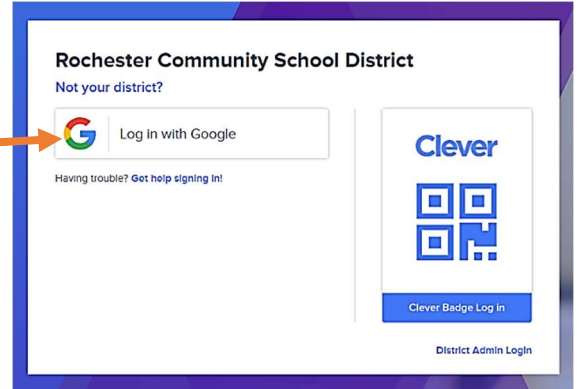 Rochester Community School District
Not your district?
Log in with Google
Having trouble? Get help signing in!
Clever
Clever Badge Log in
District Admin Login